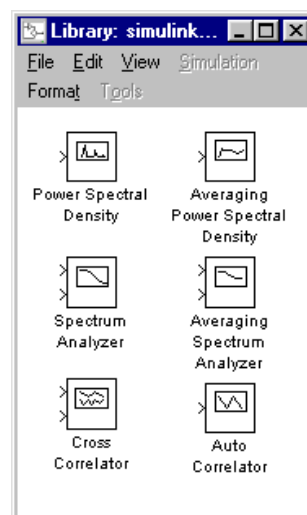 Library: simulink...
File Edit View Simulation
Format Tools
Power Spectral
Density
Averaging
Power Spectral
Density
Spectrum
Analyzer
Averaging
Spectrum
Analyzer
Cross
Correlator
Auto
Correlator